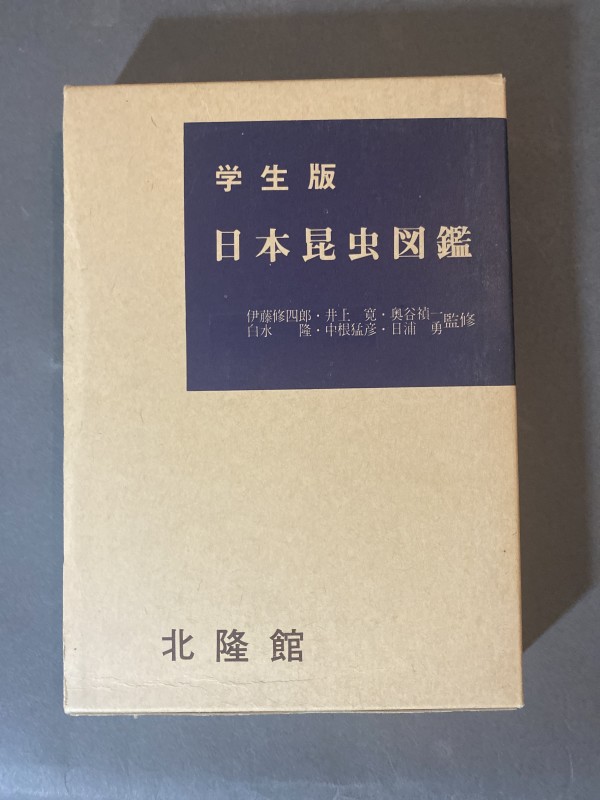 学生版
日本昆虫図鑑
伊藤修四郎・井上 寛・奥谷禎一
白水 隆・中根猛彦・日浦 勇 監修
北隆館